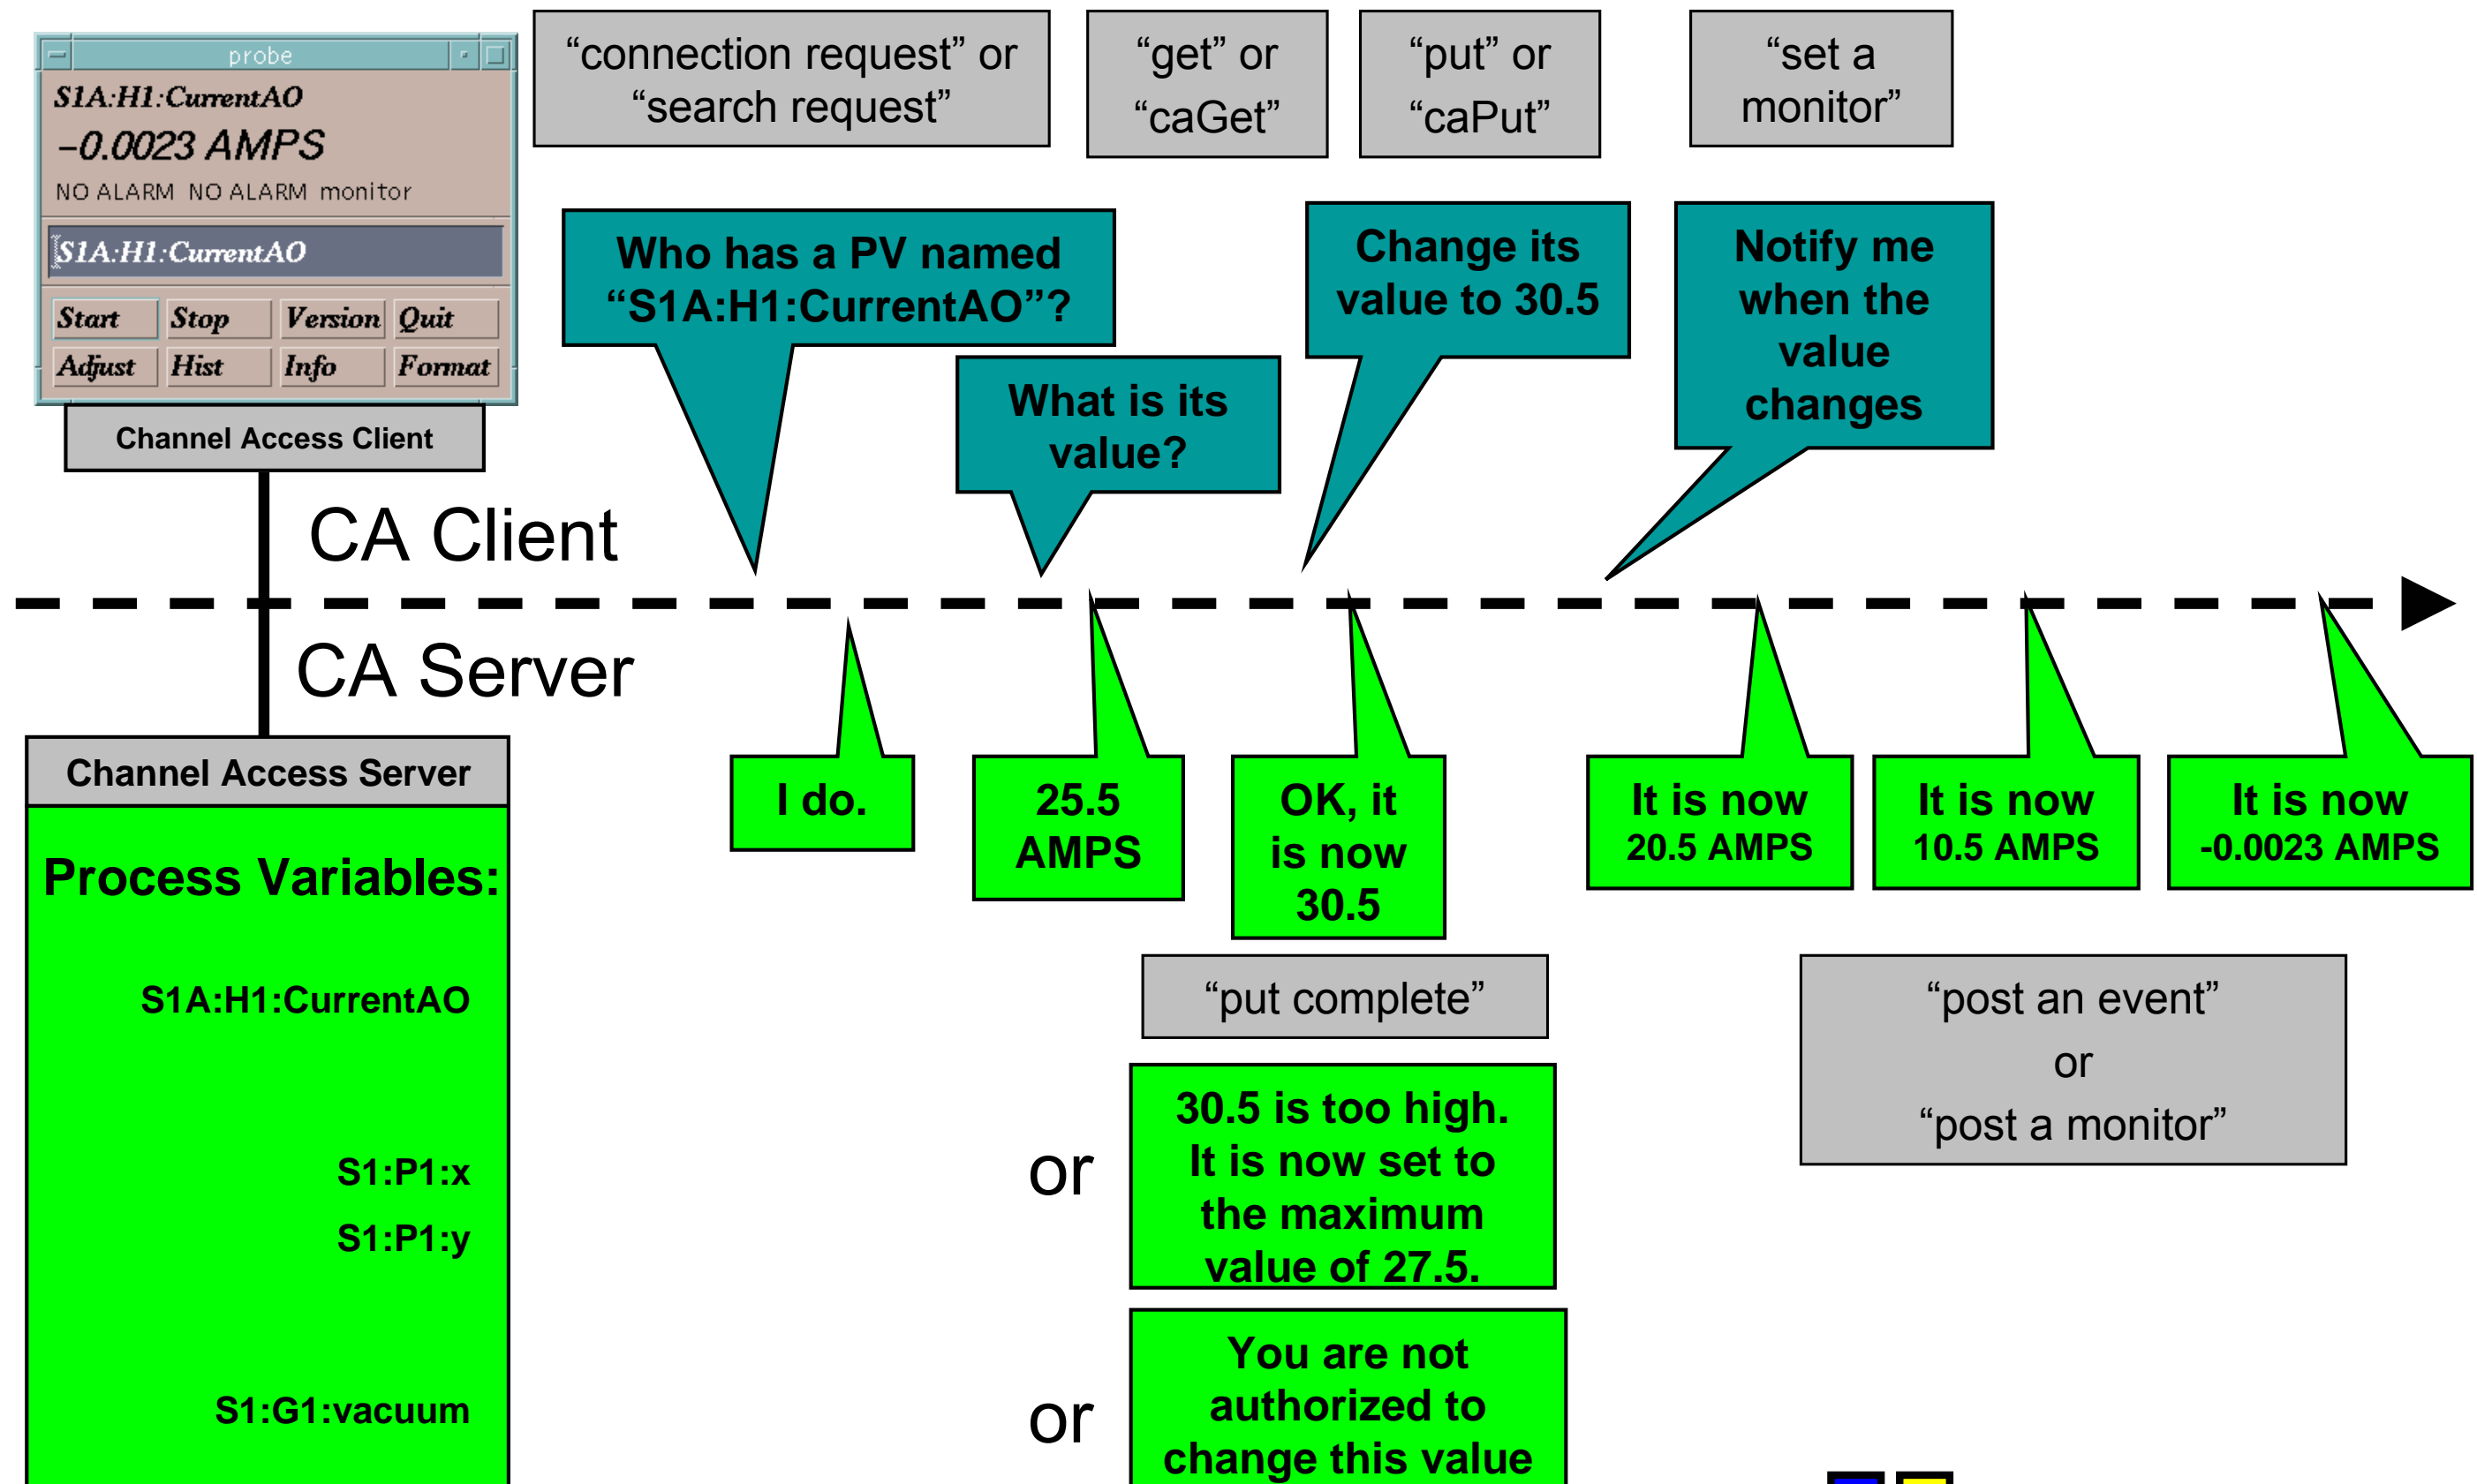 probe
S1A:H1:CurrentAO
-0.0023 AMPS
NO ALARM NO ALARM monitor
S1A:H1:CurrentAO
Start Stop Version Quit
Adjust Hist Info Format
Channel Access Client
“connection request” or
“search request”
“get” or
“caGet”
“put” or
“caPut”
“set a
monitor”
Who has a PV named
“S1A:H1:CurrentAO”?
What is its
value?
Change its
value to 30.5
Notify me
when the
value
changes
CA Client
CA Server
Channel Access Server
Process Variables:
S1A:H1:CurrentAO
S1:P1:x
S1:P1:y
S1:G1:vacuum
I do.
25.5
AMPS
OK, it
is now
30.5
It is now
20.5 AMPS
It is now
10.5 AMPS
It is now
-0.0023 AMPS
“put complete”
“post an event”
or
“post a monitor”
or
30.5 is too high.
It is now set to
the maximum
value of 27.5.
or
You are not
authorized to
change this value